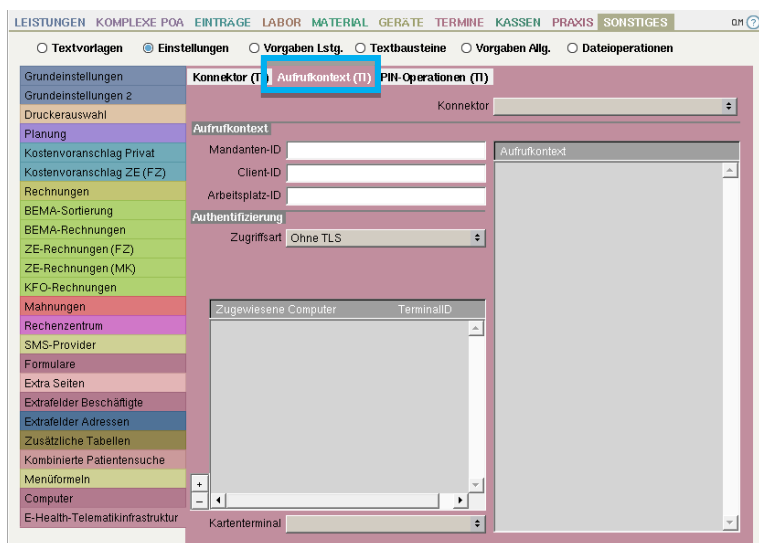 LEISTUNGEN KOMPLEXE POA EINTRÄGE LABOR MATERIAL GERÄTE TERMINE KASSEN PRAXIS SONSTIGES QM ?
Textvorlagen Einstellungen Vorgaben Lstg. Textbausteine Vorgaben Allg. Dateioperationen
Grundeinstellungen
Grundeinstellungen 2
Druckerauswahl
Planung
Kostenvoranschlag Privat
Kostenvoranschlag ZE (FZ)
Rechnungen
BEMA-Sortierung
BEMA-Rechnungen
ZE-Rechnungen (FZ)
ZE-Rechnungen (MK)
KFO-Rechnungen
Mahnungen
Rechenzentrum
SMS-Provider
Formulare
Extra Seiten
Extrafelder Beschäftigte
Extrafelder Adressen
Zusätzliche Tabellen
Kombinierte Patientensuche
Menüformeln
Computer
E-Health-Telematikinfrastruktur
Konnektor (T Aufrufkontext (TI) PIN-Operationen (TI)
Konnektor
Aufrufkontext
Mandanten-ID
Client-ID
Arbeitsplatz-ID
Authentifizierung
Zugriffsart Ohne TLS
Zugewiesene Computer TerminalID
+
–
Kartenterminal
Aufrufkontext